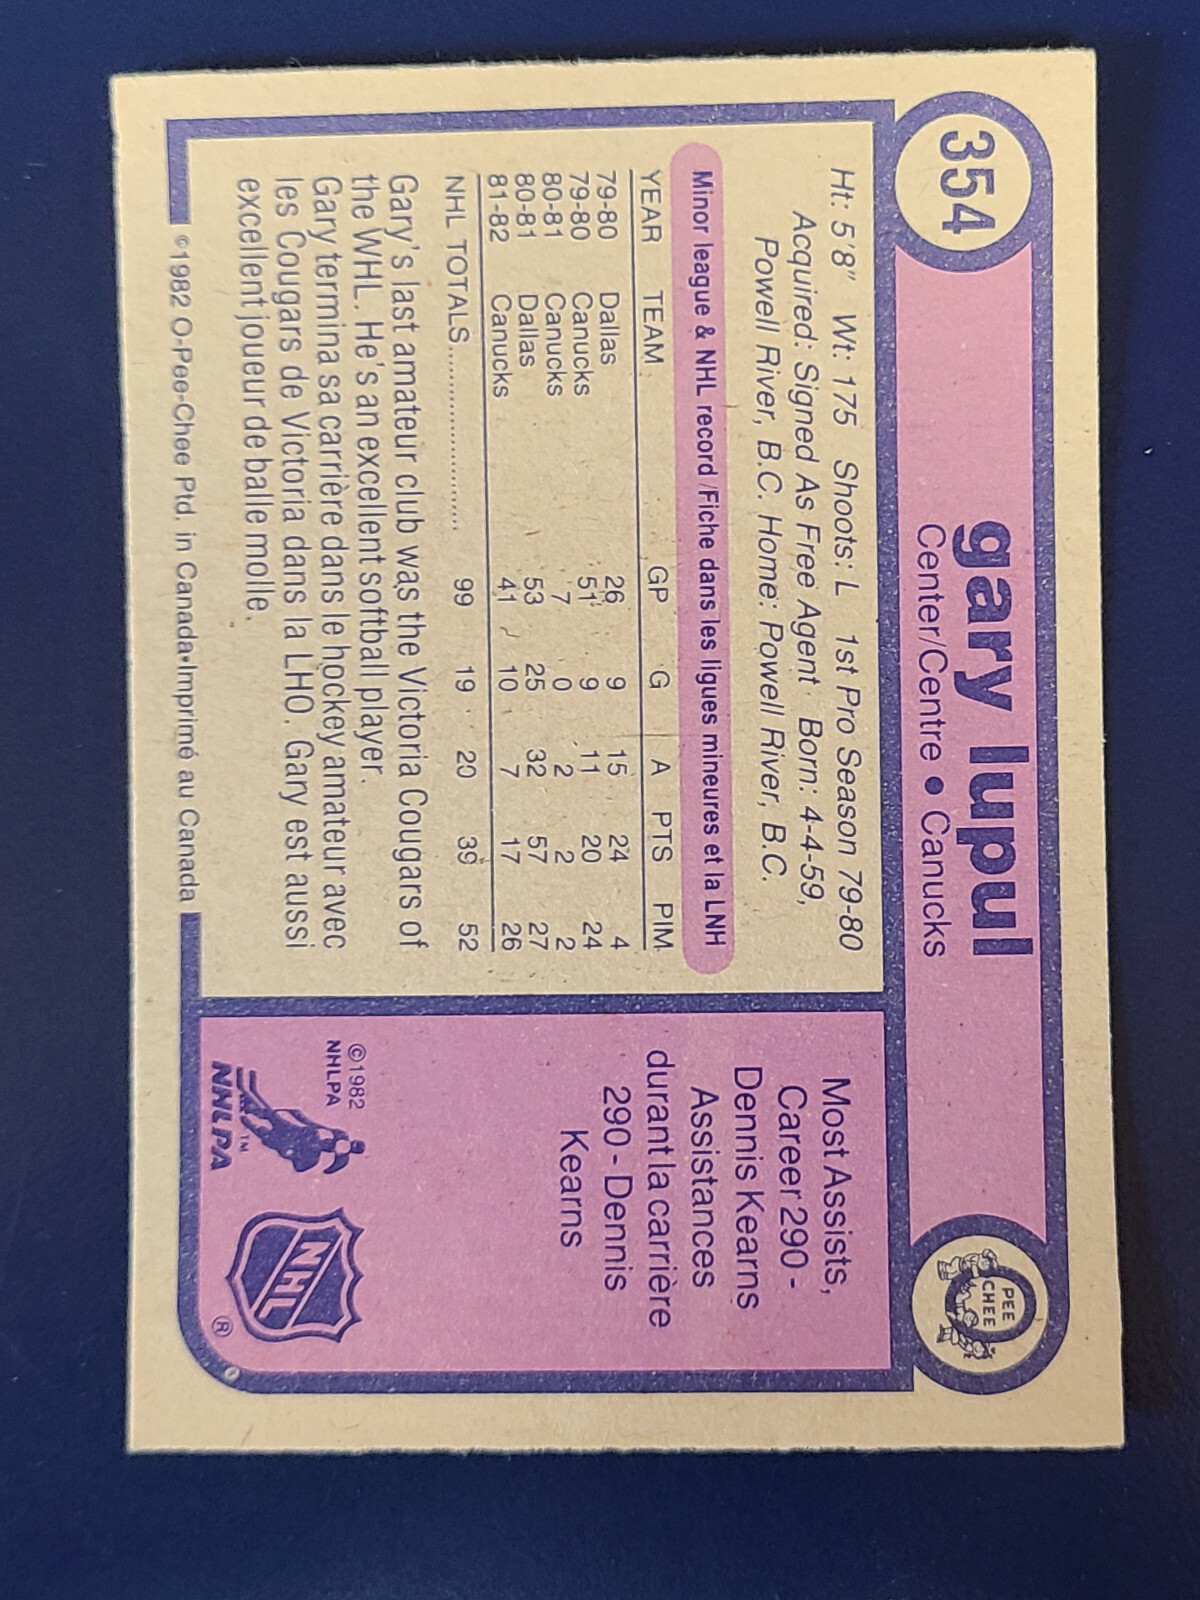 354
gary lupul
Center/Centre • Canucks
PEE
CHEE
Ht: 5'8" Wt: 175 Shoots: L 1st Pro Season 79-80
Acquired: Signed As Free Agent Born: 4-4-59,
Powell River, B.C. Home: Powell River, B.C.
Minor league & NHL record/Fiche dans les ligues mineures et la LNH
YEAR TEAM GP G A PTS PIM
79-80 Dallas 26 9 15 24 4
79-80 Canucks 51 9 11 20 24
80-81 Canucks 7 0 2 2 2
80-81 Dallas 53 25 32 57 27
81-82 Canucks 41 10 7 17 26
NHL TOTALS.................... 99 19 20 39 52
Gary's last amateur club was the Victoria Cougars of
the WHL. He's an excellent softball player.
Gary termina sa carrière dans le hockey amateur avec
les Cougars de Victoria dans la LHO. Gary est aussi
excellent joueur de balle molle.
©1982 O-Pee-Chee Ptd. in Canada•Imprimé au Canada
Most Assists,
Career 290 -
Dennis Kearns
Assistances
durant la carrière
290 - Dennis
Kearns
©1982
NHLPA
TM
NHLPA
NHL
®